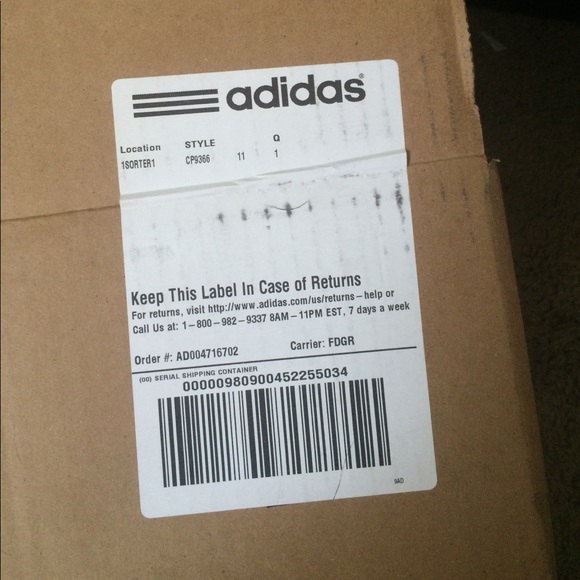 adidas®
Location STYLE Q
1SORTER1 CP9366 11 1
Keep This Label In Case of Returns
For returns, visit http://www.adidas.com/us/returns-help or
Call Us at: 1-800-982-9337 8AM-11PM EST, 7 days a week
Order #: AD004716702 Carrier: FDGR
(00) SERIAL SHIPPING CONTAINER
00000980900452255034
9AD